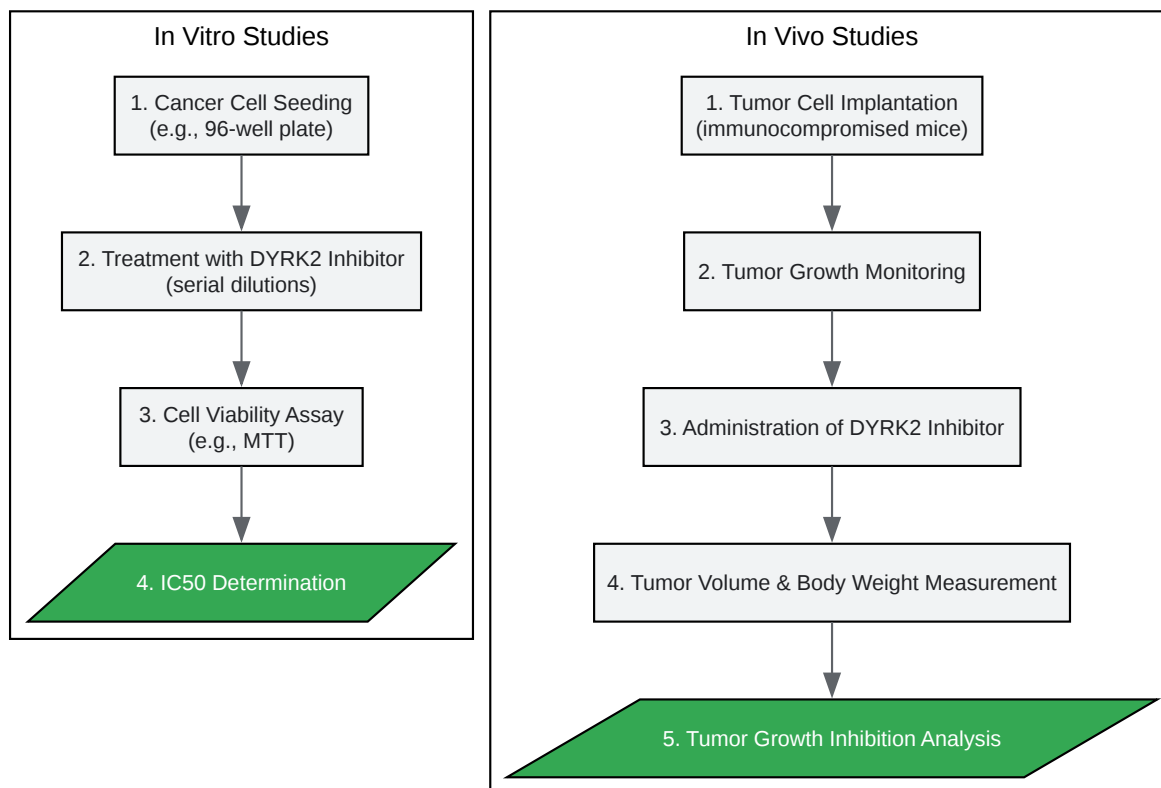 In Vitro Studies
1. Cancer Cell Seeding
(e.g., 96-well plate)
2. Treatment with DYRK2 Inhibitor
(serial dilutions)
3. Cell Viability Assay
(e.g., MTT)
4. IC50 Determination
In Vivo Studies
1. Tumor Cell Implantation
(immunocompromised mice)
2. Tumor Growth Monitoring
3. Administration of DYRK2 Inhibitor
4. Tumor Volume & Body Weight Measurement
5. Tumor Growth Inhibition Analysis